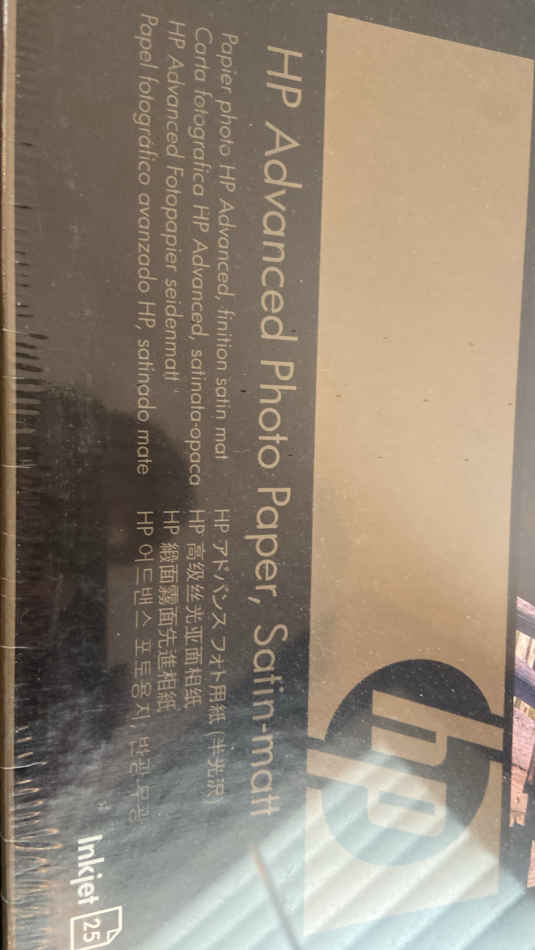 hp
HP Advanced Photo Paper, Satin-matt
Papier photo HP Advanced, finition satin mat
Carta fotografica HP Advanced, satinata-opaca
HP Advanced Fotopapier seidenmatt
Papel fotográfico avanzado HP, satinado mate
HP アドバンスフォト用紙 (半光沢)
HP 高级丝光亚面相纸
HP 緞面霧面先進相紙
HP 어드밴스 포토용지, 반광 무광
Inkjet 25